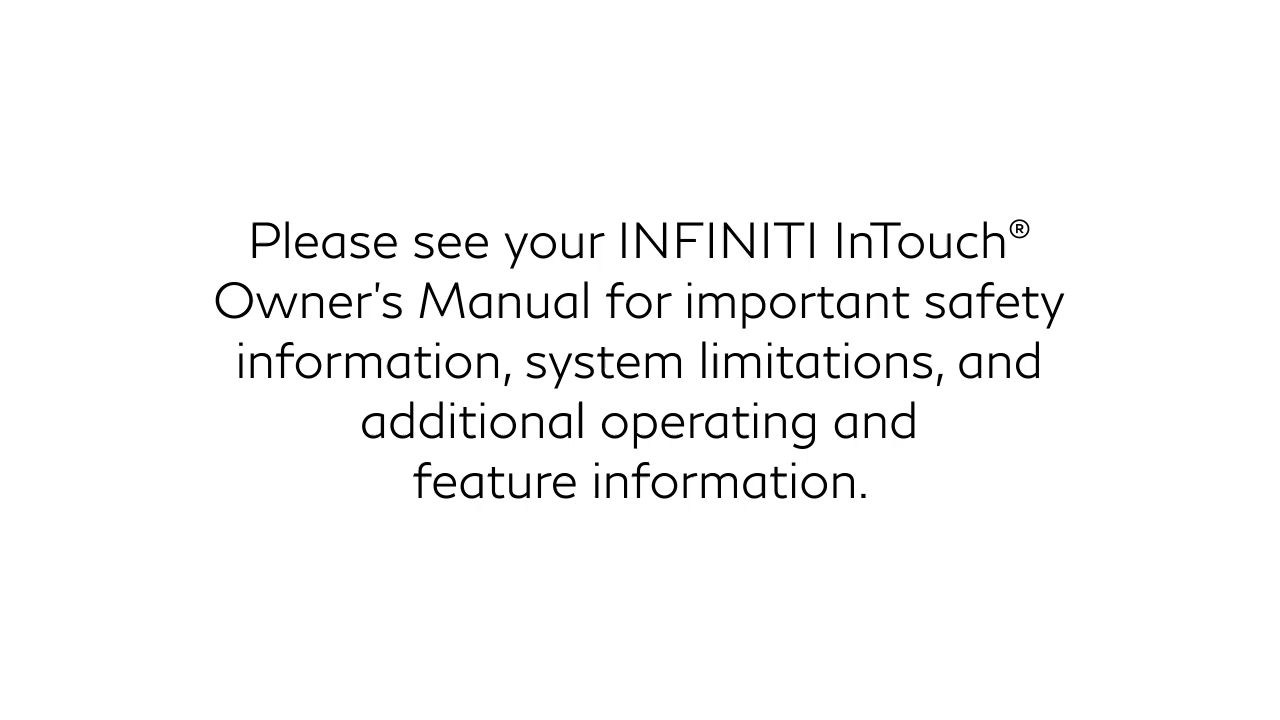 Please see your INFINITI InTouch®
Owner's Manual for important safety
information, system limitations, and
additional operating and
feature information.